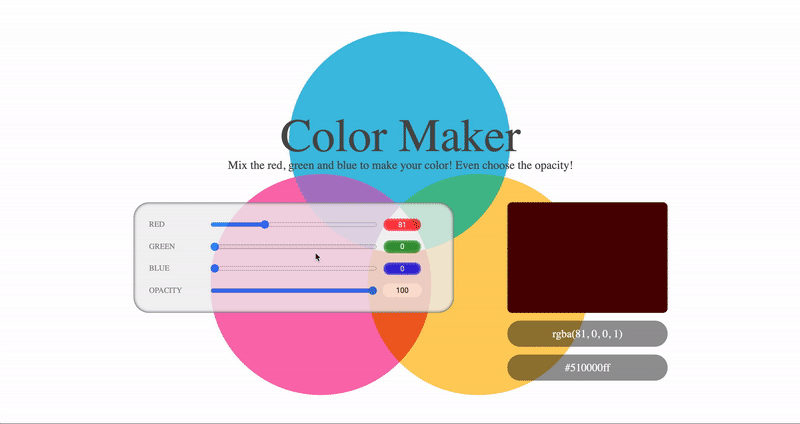 Color Maker
Mix the red, green and blue to make your color! Even choose the opacity!
RED 81
GREEN 0
BLUE 0
OPACITY 100
rgba(81, 0, 0, 1)
#510000ff